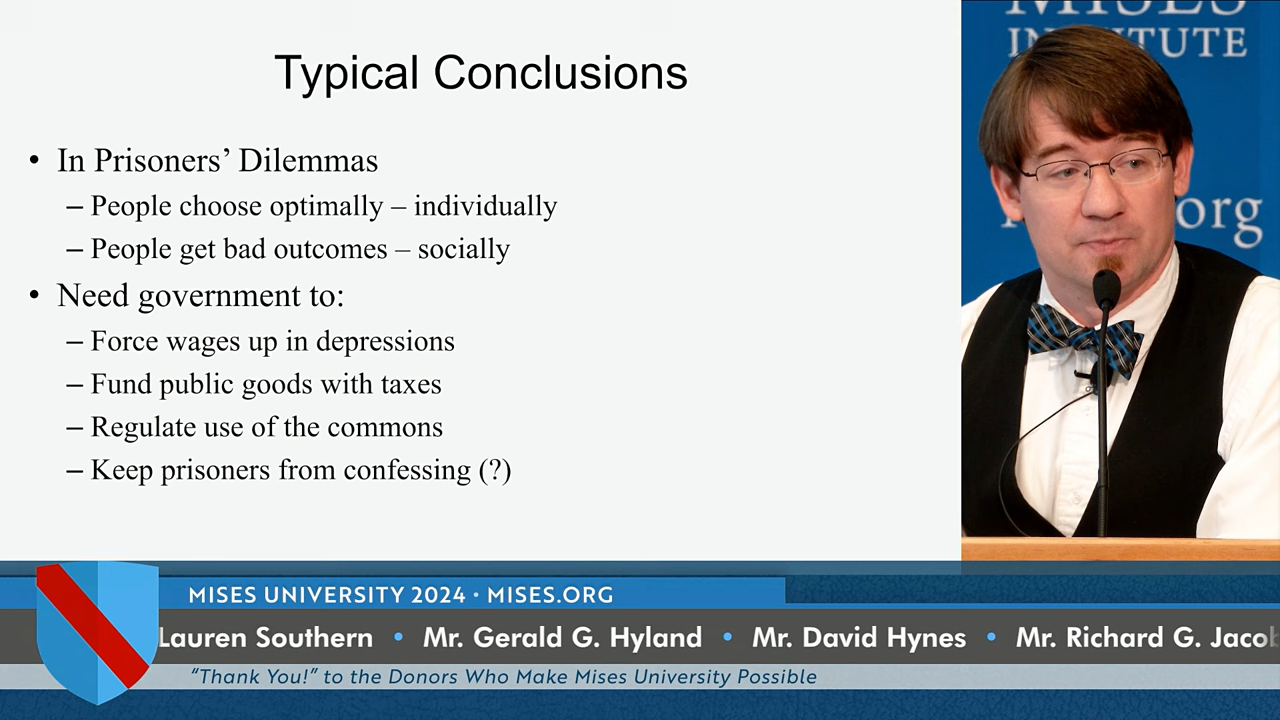 Typical Conclusions
• In Prisoners’ Dilemmas
– People choose optimally – individually
– People get bad outcomes – socially
• Need government to:
– Force wages up in depressions
– Fund public goods with taxes
– Regulate use of the commons
– Keep prisoners from confessing (?)
MISES
INSTITUTE
org
MISES UNIVERSITY 2024 • MISES.ORG
Lauren Southern • Mr. Gerald G. Hyland • Mr. David Hynes • Mr. Richard G. Jacob
“Thank You!” to the Donors Who Make Mises University Possible